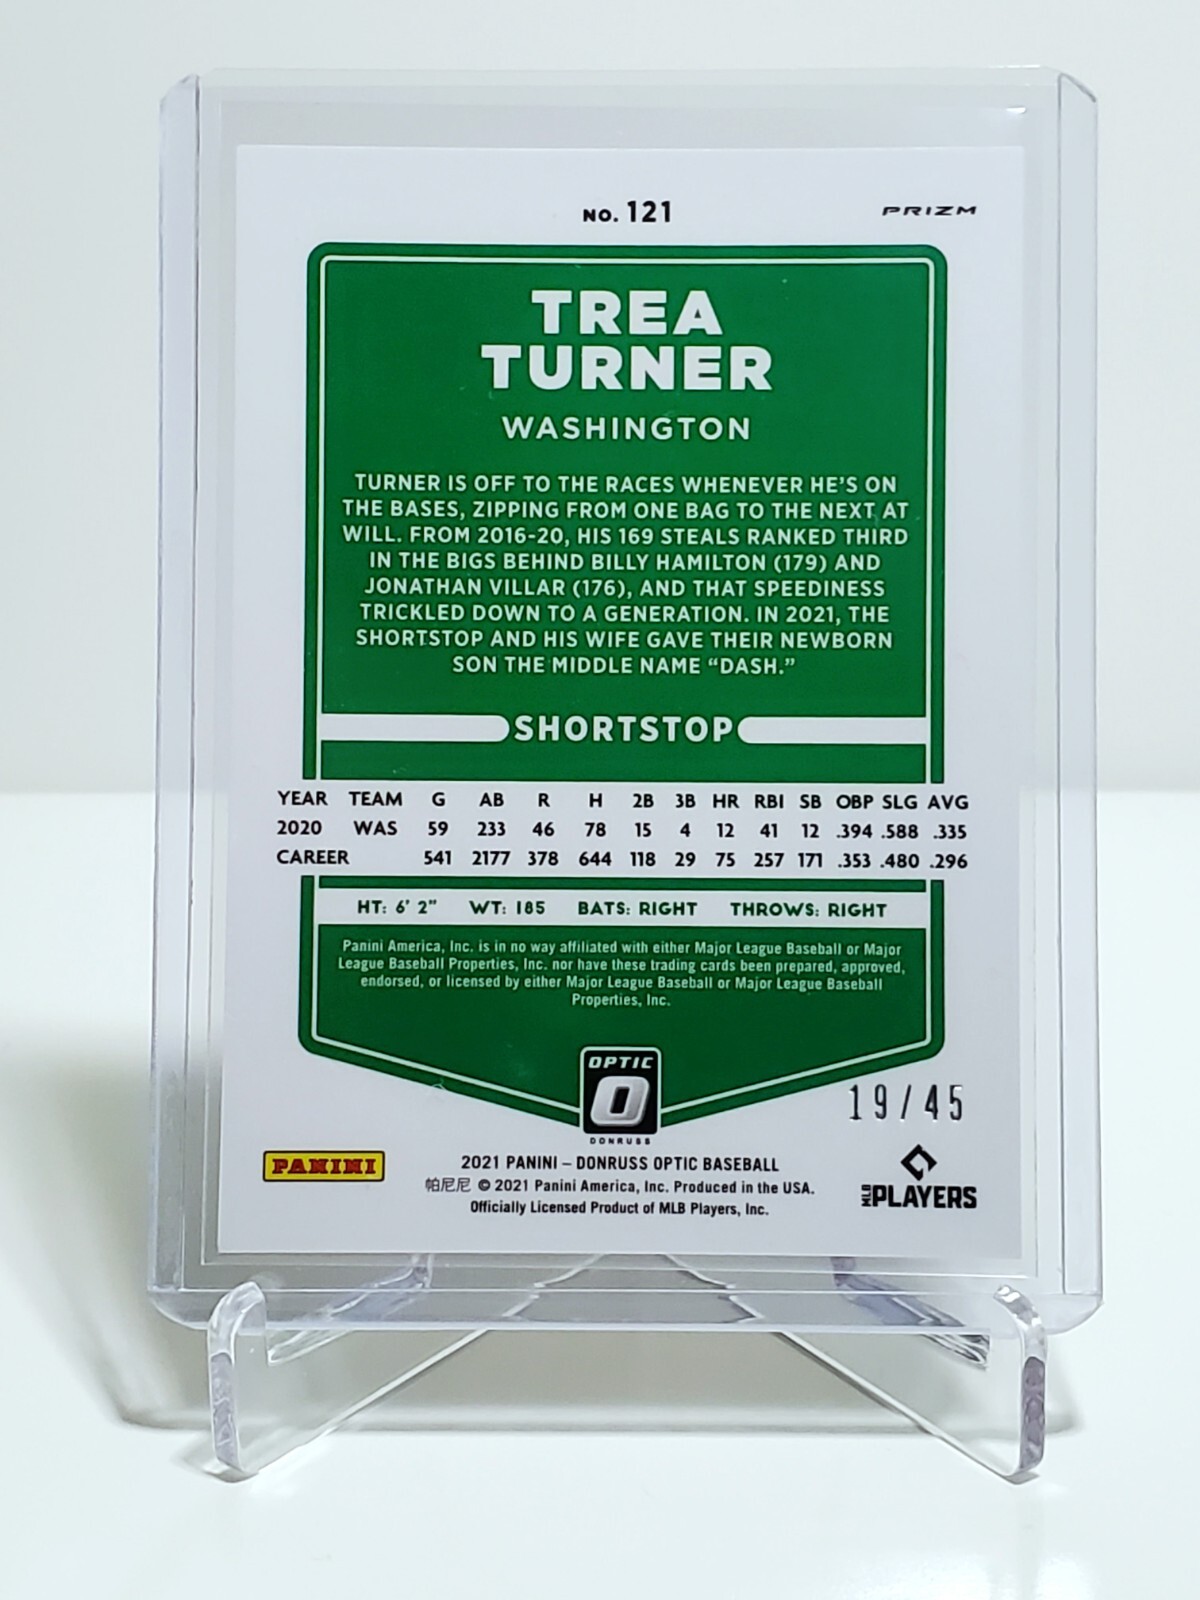 NO. 121
PRIZM
TREA
TURNER
WASHINGTON
TURNER IS OFF TO THE RACES WHENEVER HE'S ON
THE BASES, ZIPPING FROM ONE BAG TO THE NEXT AT
WILL. FROM 2016-20, HIS 169 STEALS RANKED THIRD
IN THE BIGS BEHIND BILLY HAMILTON (179) AND
JONATHAN VILLAR (176), AND THAT SPEEDINESS
TRICKLED DOWN TO A GENERATION. IN 2021, THE
SHORTSTOP AND HIS WIFE GAVE THEIR NEWBORN
SON THE MIDDLE NAME “DASH.”
SHORTSTOP
YEAR TEAM G AB R H 2B 3B HR RBI SB OBP SLG AVG
2020 WAS 59 233 46 78 15 4 12 41 12 .394 .588 .335
CAREER 541 2177 378 644 118 29 75 257 171 .353 .480 .296
HT: 6' 2" WT: 185 BATS: RIGHT THROWS: RIGHT
Panini America, Inc. is in no way affiliated with either Major League Baseball or Major
League Baseball Properties, Inc. nor have these trading cards been prepared, approved,
endorsed, or licensed by either Major League Baseball or Major League Baseball
Properties, Inc.
OPTIC
O
DONRUSS
19/45
PANINI
2021 PANINI – DONRUSS OPTIC BASEBALL
帕尼尼 © 2021 Panini America, Inc. Produced in the USA.
Officially Licensed Product of MLB Players, Inc.
MLB PLAYERS